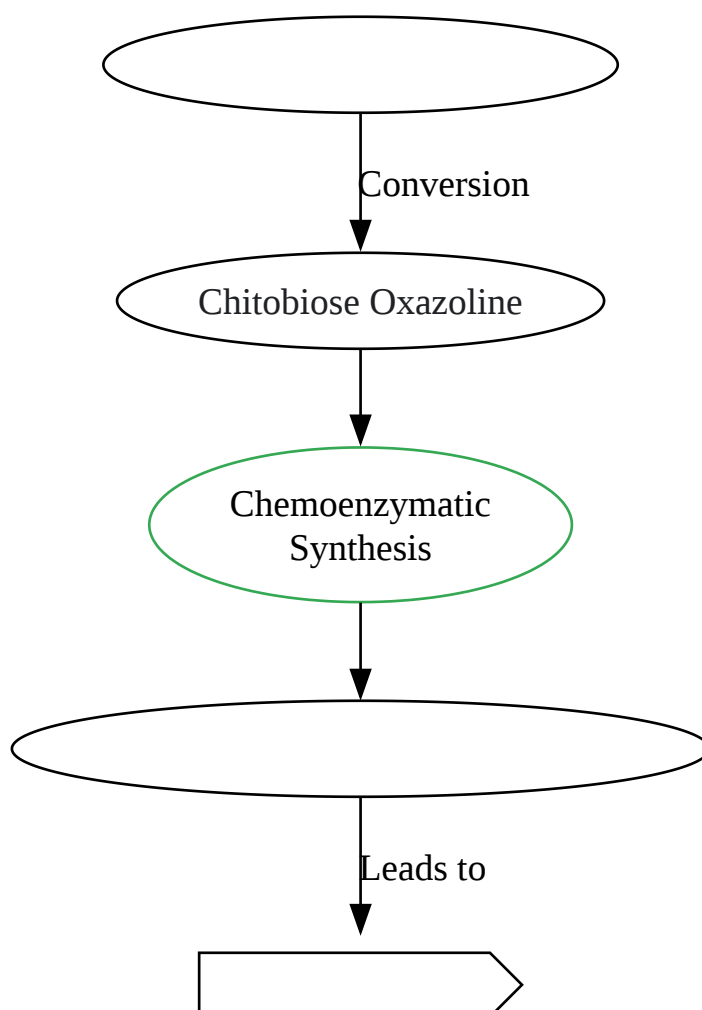 Conversion
Chitobiose Oxazoline
Chemoenzymatic
Synthesis
Leads to